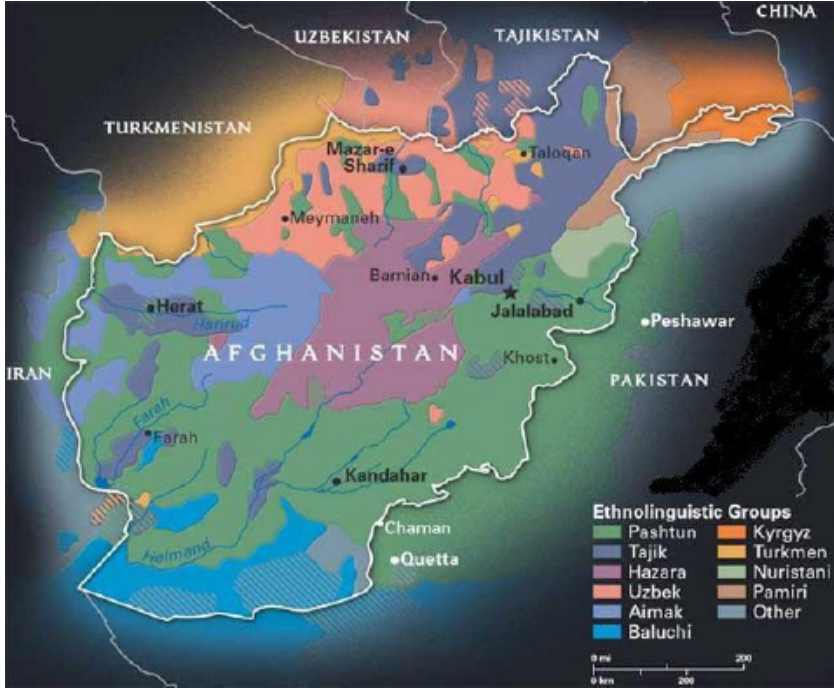 CHINA
UZBEKISTAN
TAJIKISTAN
TURKMENISTAN
Mazar-e
Sharif
Taloqan
Meymaneh
Bamian
Kabul
Herat
Harirud
Jalalabad
Peshawar
AFGHANISTAN
Khost
IRAN
PAKISTAN
Farah
Farah
Kandahar
Chaman
Helmand
Quetta
Ethnolinguistic Groups
Pashtun
Tajik
Hazara
Uzbek
Aimak
Baluchi
Kyrgyz
Turkmen
Nuristani
Pamiri
Other
0 mi 200
0 km 200